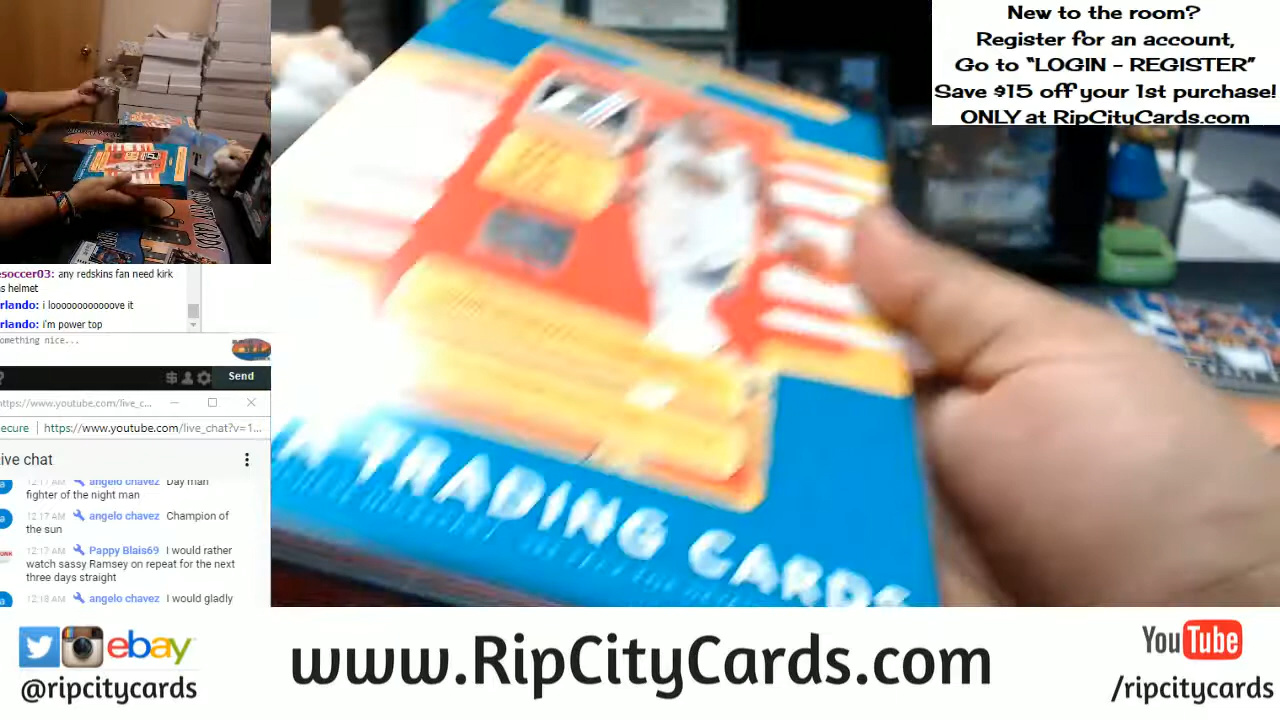 New to the room?
Register for an account,
Go to “LOGIN - REGISTER”
Save $15 off your 1st purchase!
ONLY at RipCityCards.com
esoccer03: any redskins fan need kirk
s helmet
rlando: i looooooooooove it
rlando: i'm power top
something nice...
Send
https://www.youtube.com/live_c...
ecure https://www.youtube.com/live_chat?v=1...
ive chat
12:17 AM angelo chavez Day man
fighter of the night man
12:17 AM angelo chavez Champion of
the sun
12:17 AM Pappy Blais69 I would rather
watch sassy Ramsey on repeat for the next
three days straight
12:18 AM angelo chavez I would gladly
TRADING CARDS
ebay
@ripcitycards
www.RipCityCards.com
YouTube
/ripcitycards